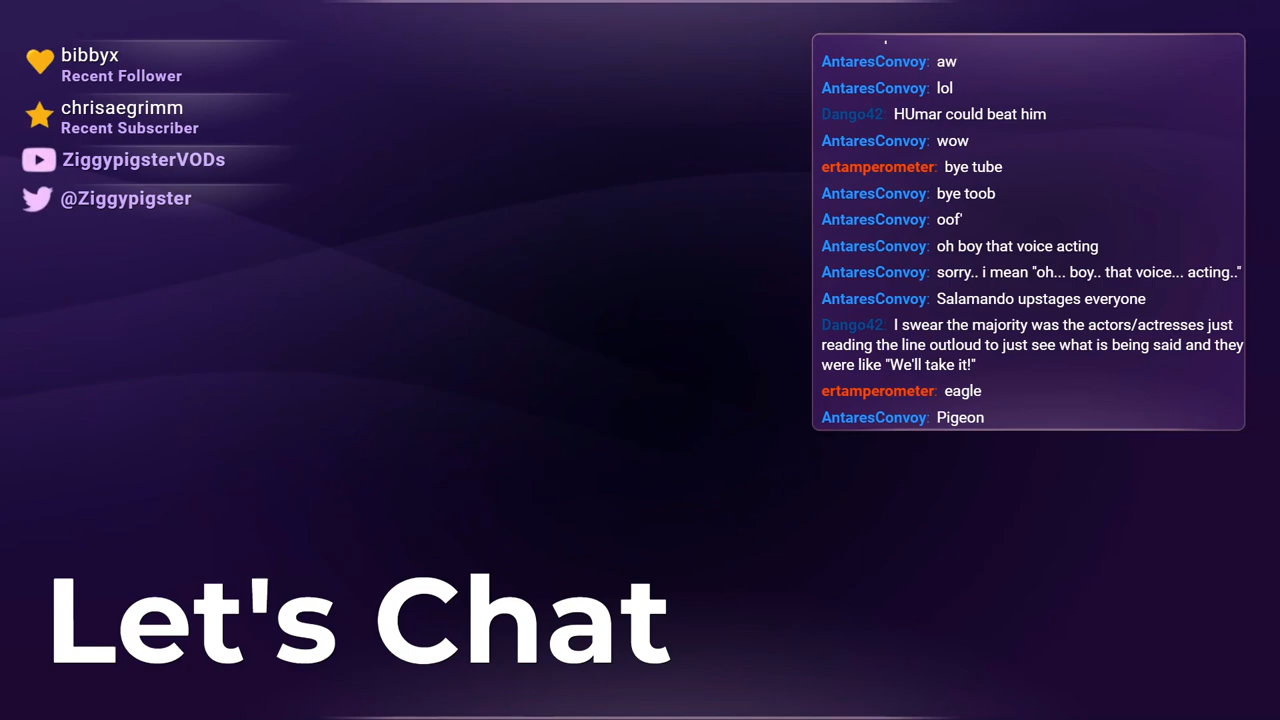 bibbyx
Recent Follower
chrisaegrimm
Recent Subscriber
ZiggypigsterVODs
@Ziggypigster
AntaresConvoy: aw
AntaresConvoy: lol
Dango42: HUmar could beat him
AntaresConvoy: wow
ertamperometer: bye tube
AntaresConvoy: bye toob
AntaresConvoy: oof'
AntaresConvoy: oh boy that voice acting
AntaresConvoy: sorry.. i mean "oh... boy.. that voice... acting.."
AntaresConvoy: Salamando upstages everyone
Dango42: I swear the majority was the actors/actresses just
reading the line outloud to just see what is being said and they
were like "We'll take it!"
ertamperometer: eagle
AntaresConvoy: Pigeon
Let's Chat